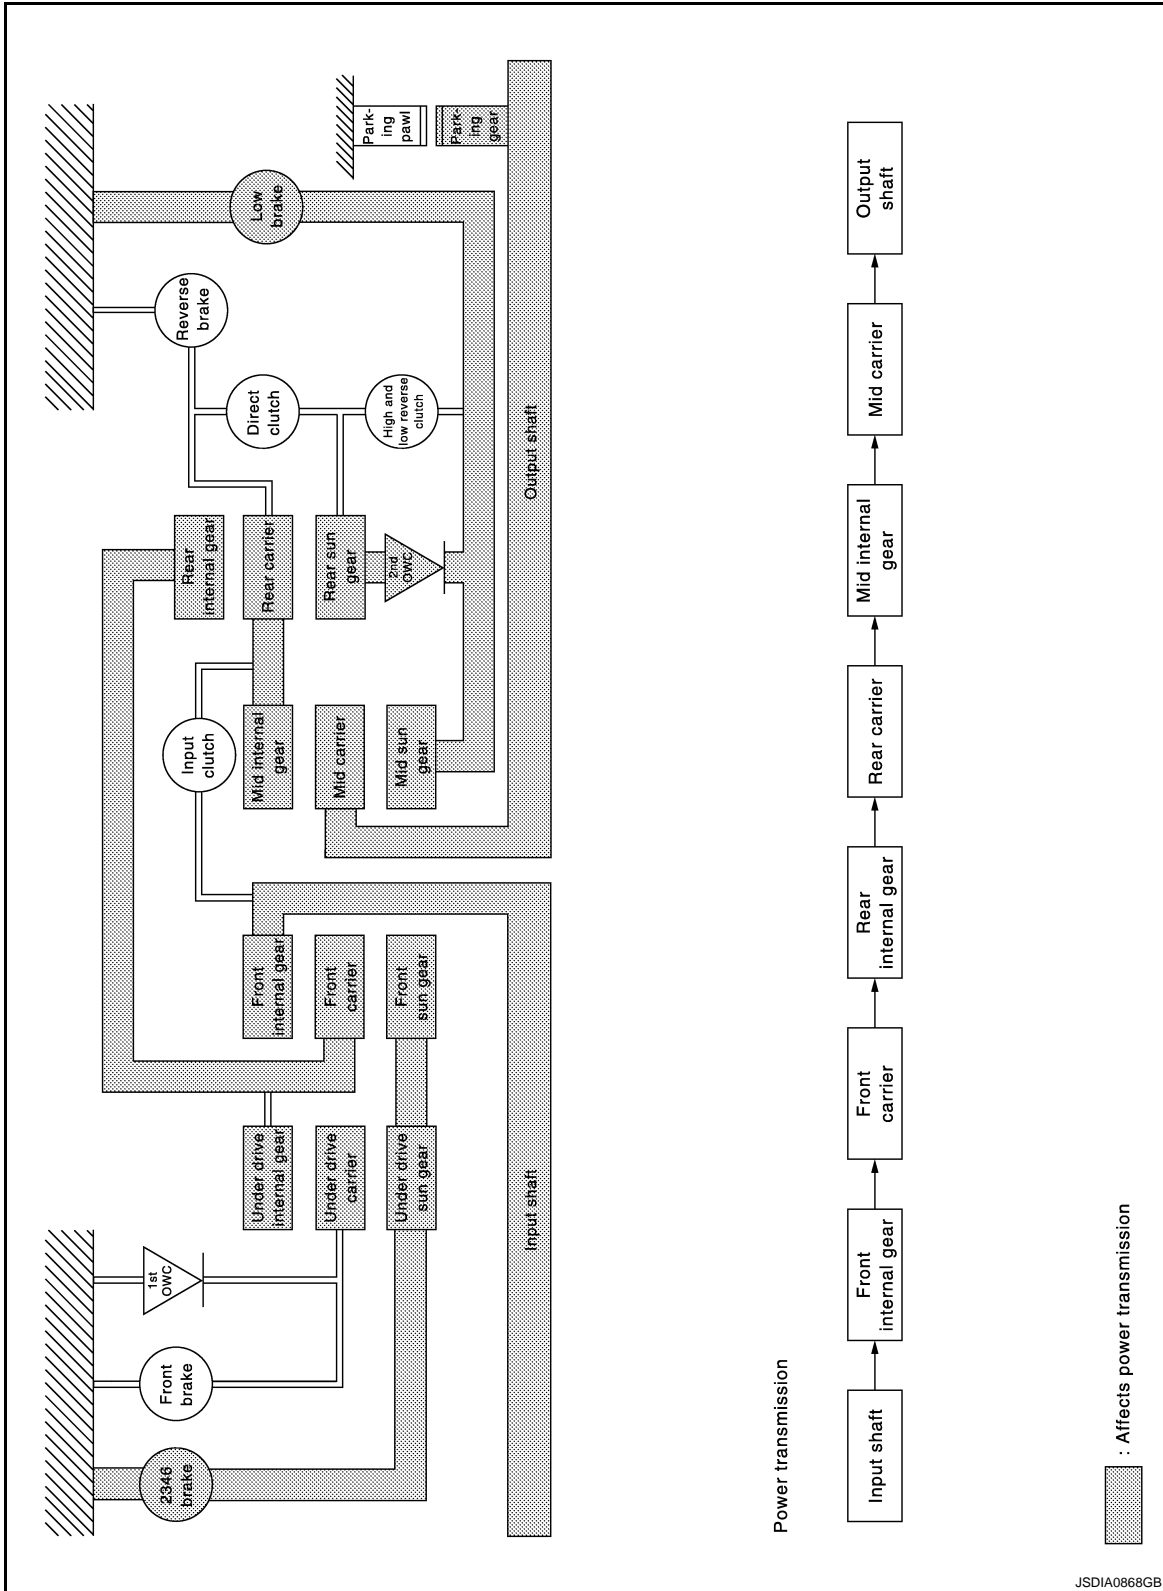 2346
brake
Front
brake
1st
OWC
Under drive
internal gear
Under drive
carrier
Under drive
sun gear
Front
internal gear
Front
carrier
Front
sun gear
Input shaft
Input
clutch
Mid internal
gear
Mid carrier
Mid sun
gear
Rear
internal gear
Rear carrier
Rear sun
gear
2nd
OWC
Direct
clutch
High and
low reverse
clutch
Reverse
brake
Low
brake
Park-
ing
pawl
Park-
ing
gear
Output shaft
Power transmission
Input shaft
Front
internal gear
Front
carrier
Rear
internal gear
Rear carrier
Mid internal
gear
Mid carrier
Output
shaft
: Affects power transmission
JSDIA0868GB